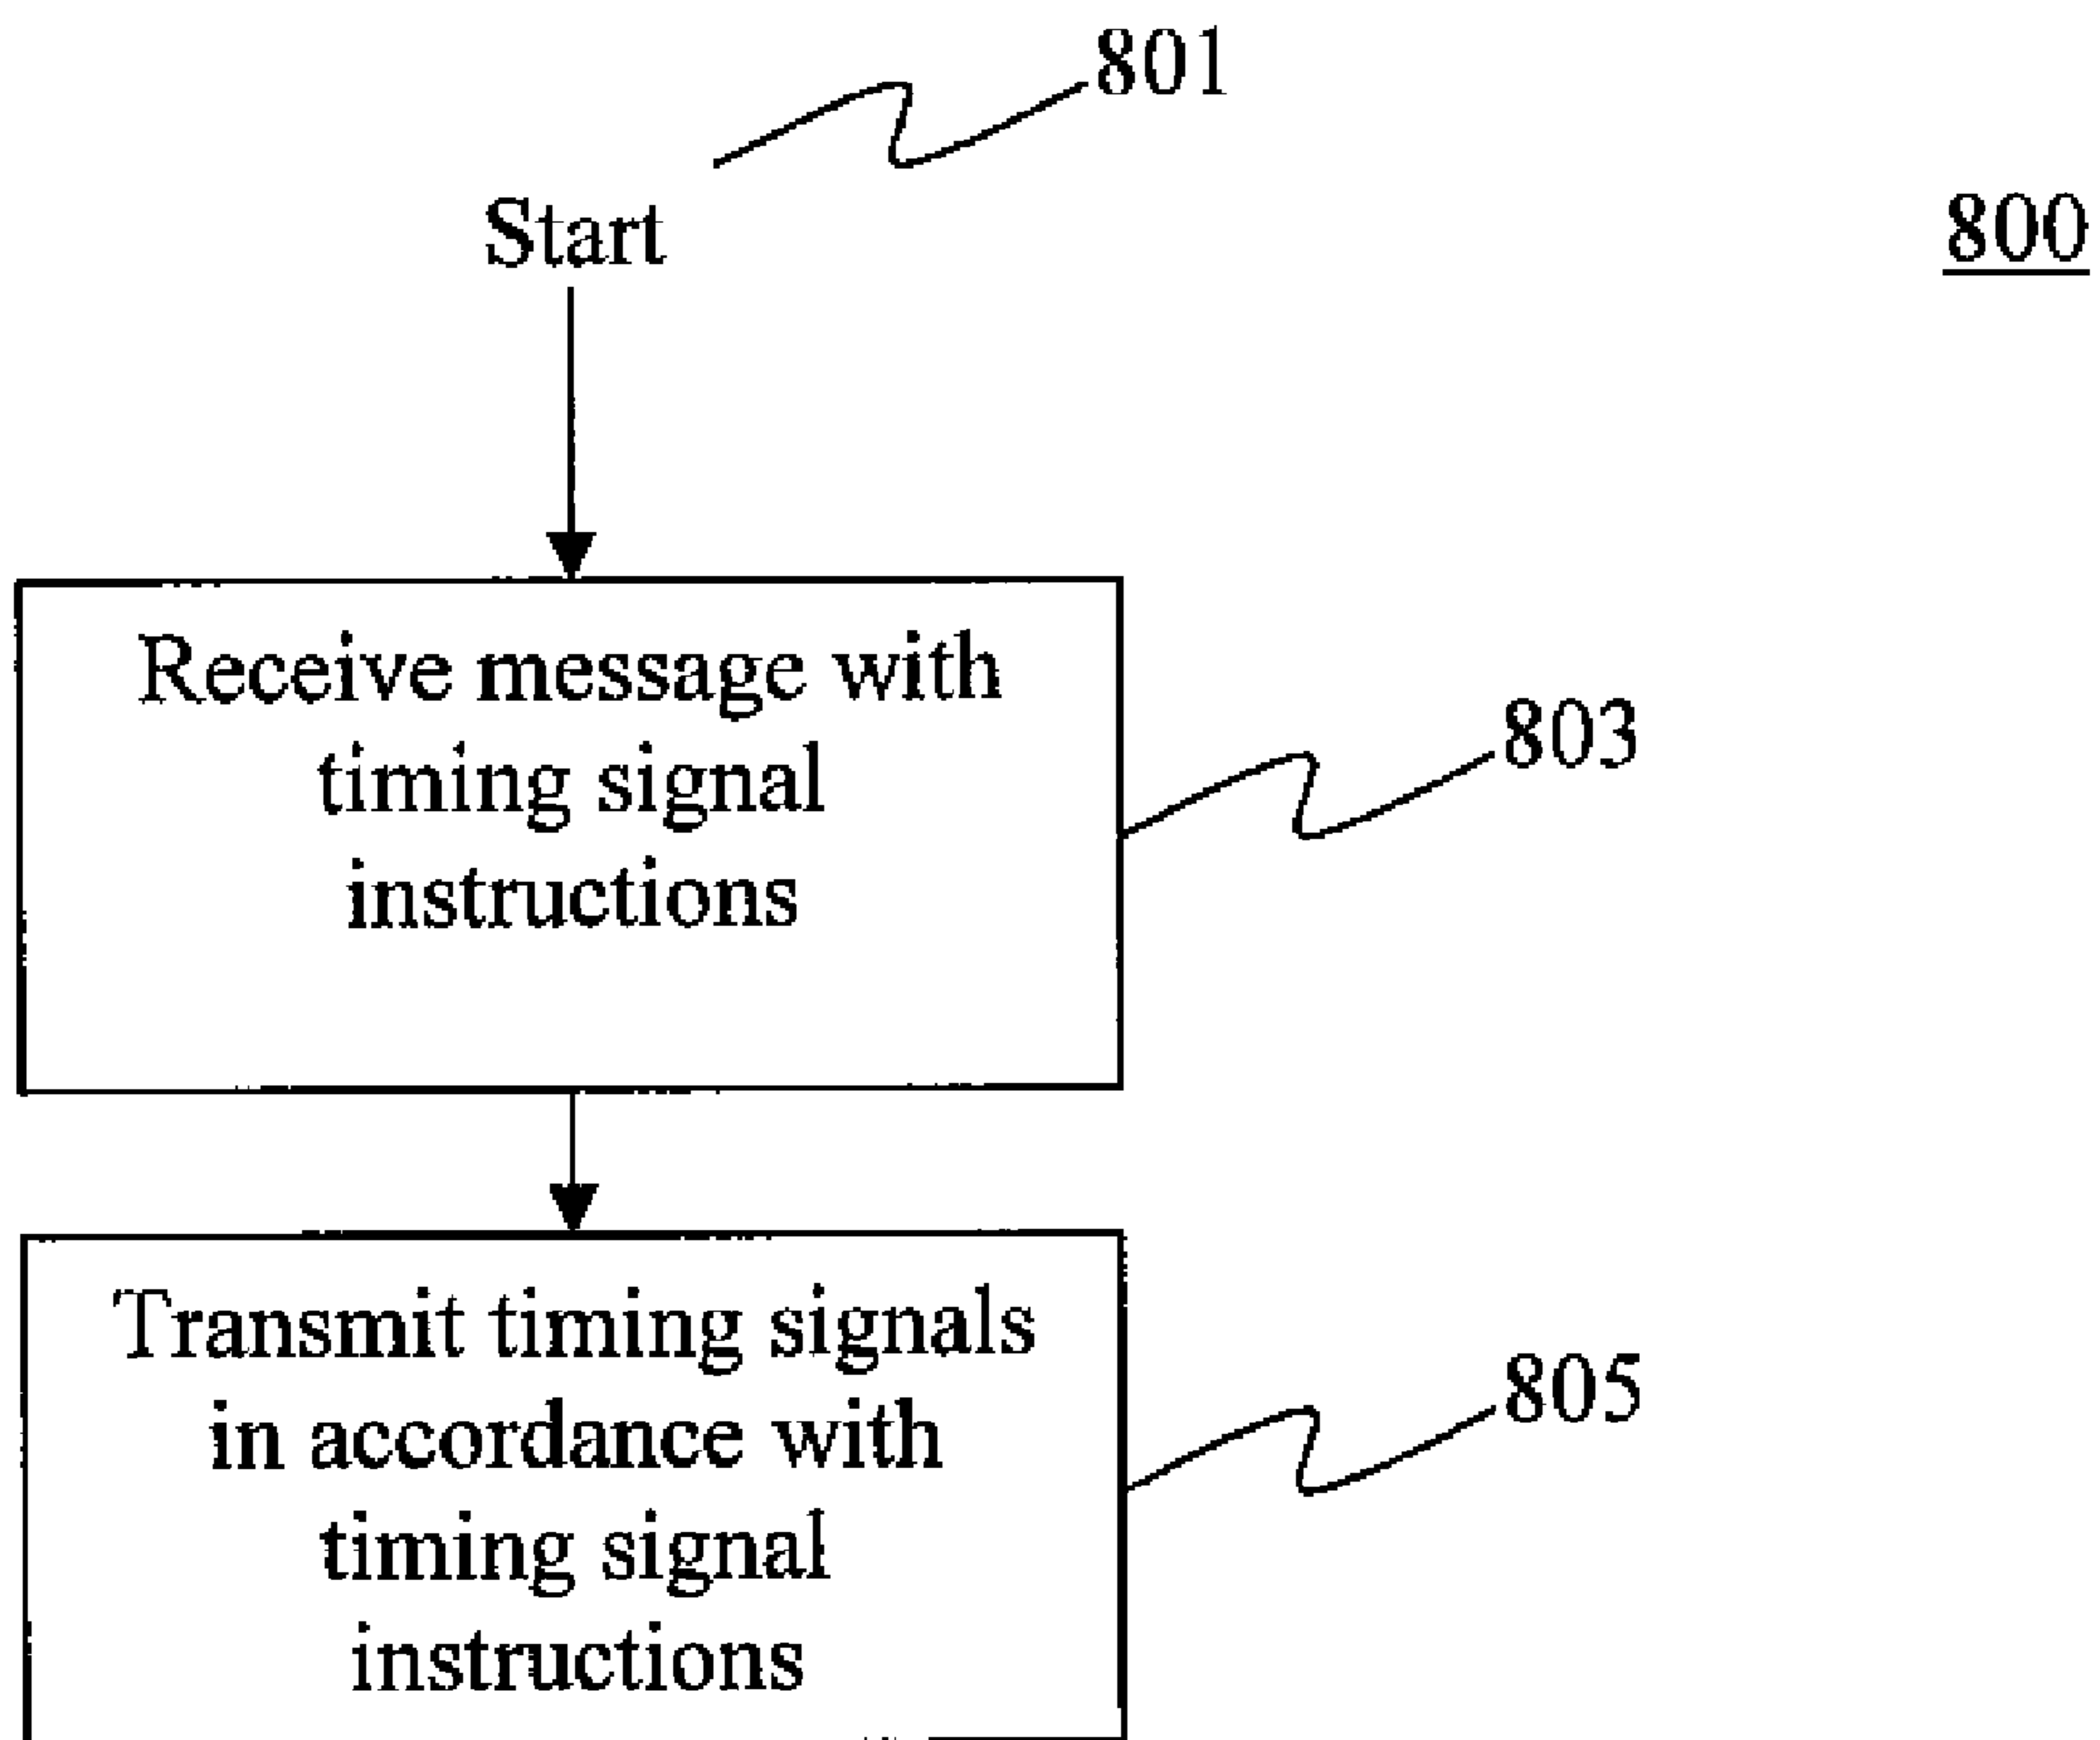 801
Start
800
Receive message with
timing signal
instructions
803
Transmit timing signals
in accordance with
timing signal
instructions
805